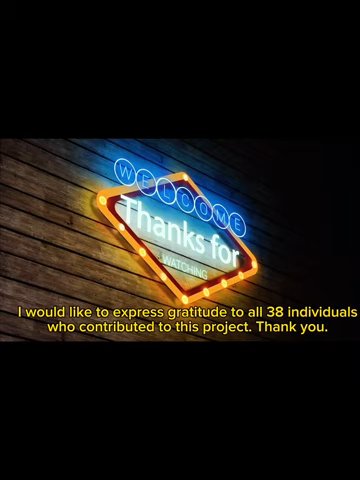 WELCOME
Thanks for
WATCHING
I would like to express gratitude to all 38 individuals
who contributed to this project. Thank you.